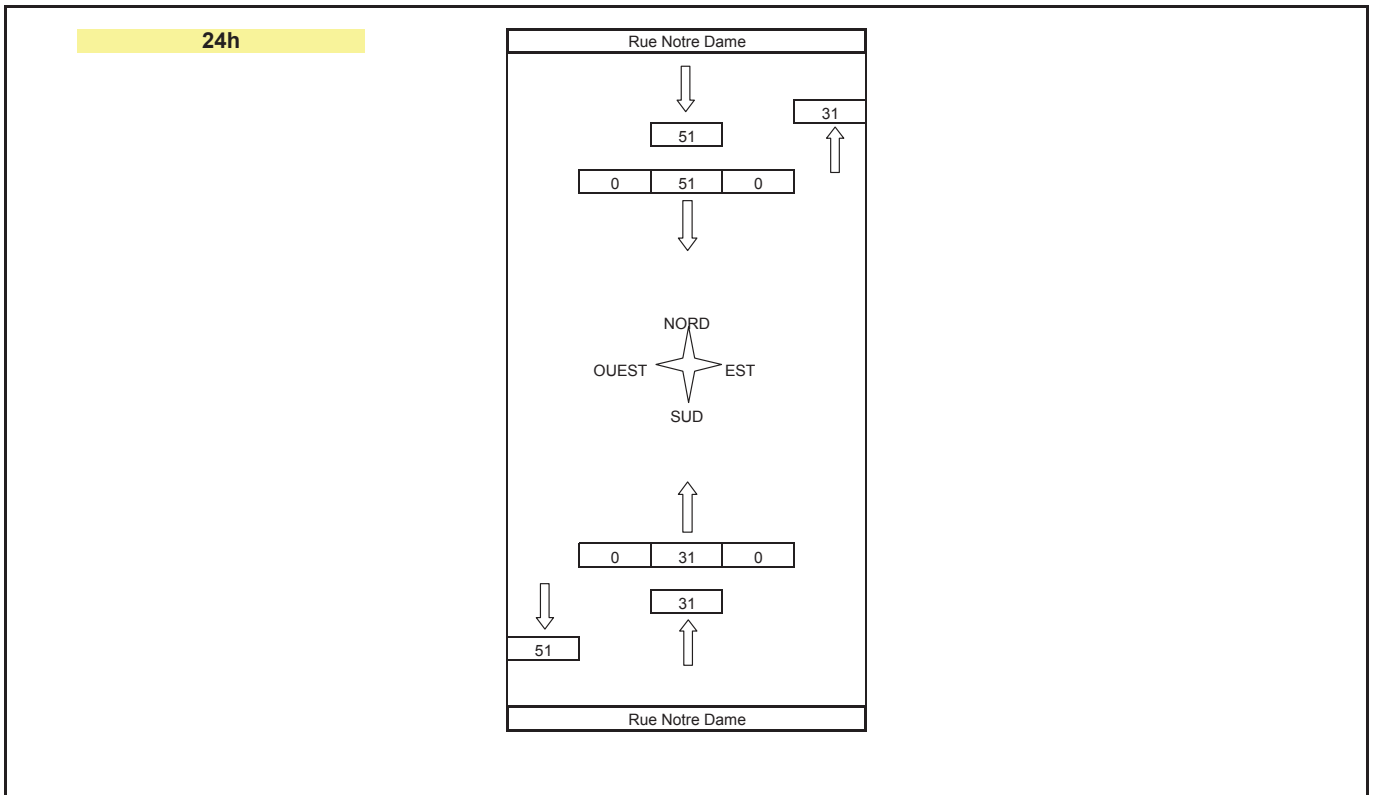 24h
Rue Notre Dame
31
51
0 51 0
NORD
OUEST EST
SUD
0 31 0
31
51
Rue Notre Dame